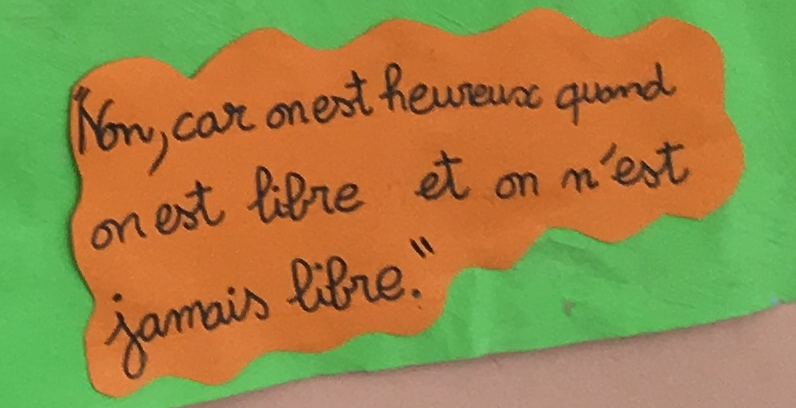 "Non, car on est heureux quand
on est libre et on n'est
jamais libre."